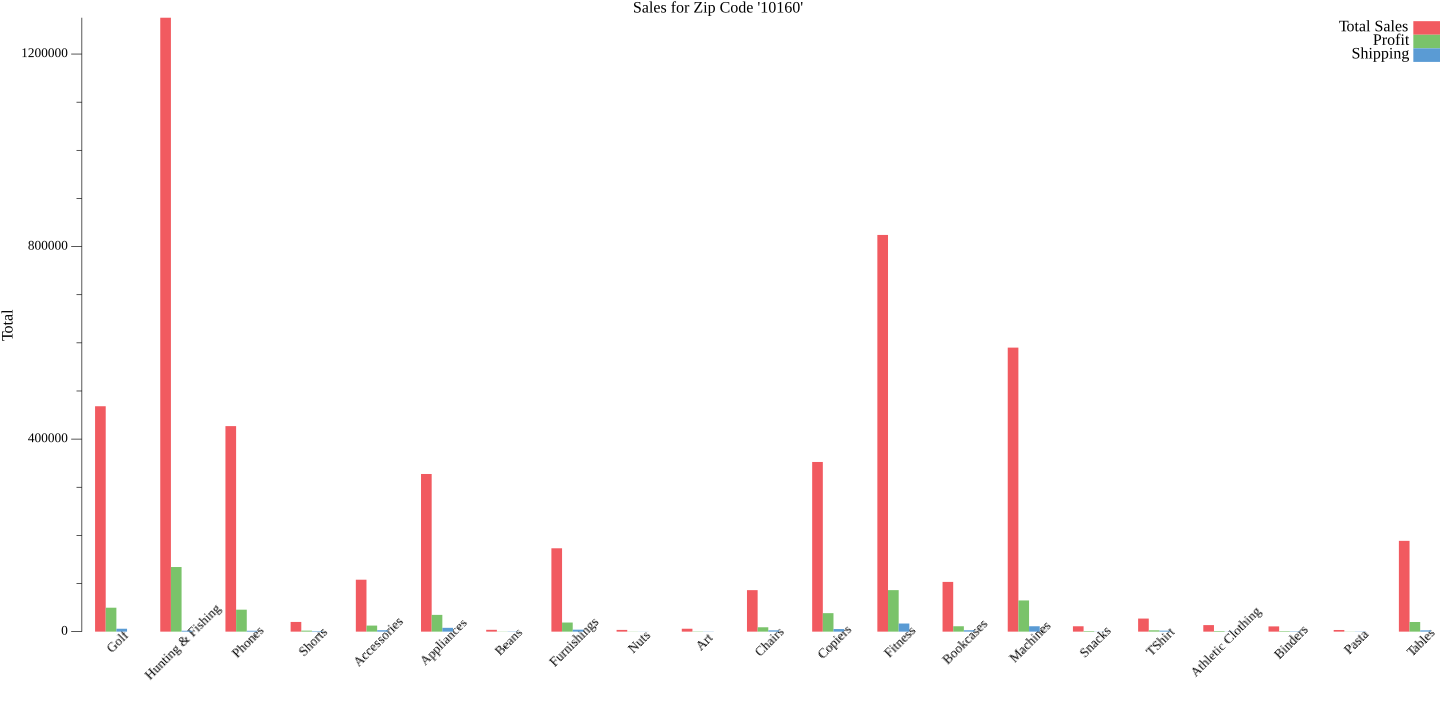 Sales for Zip Code '10160'
Total Sales
Profit
Shipping
1200000
800000
400000
0
Total
Golf
Hunting & Fishing
Phones
Shorts
Accessories
Appliances
Beans
Furnishings
Nuts
Art
Chairs
Copiers
Fitness
Bookcases
Machines
Snacks
TShirt
Athletic Clothing
Binders
Pasta
Tables